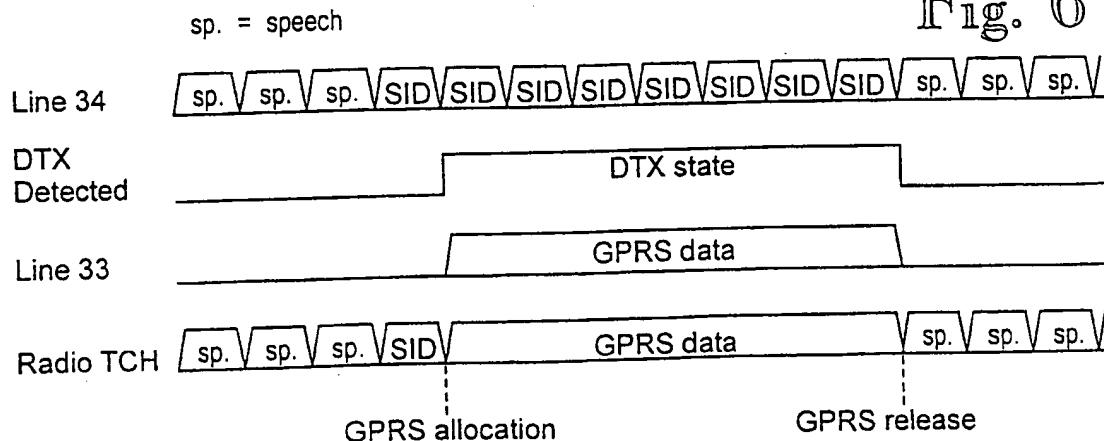 sp. = speech
Fig. 6
Line 34 sp. sp. sp. SID SID SID SID SID SID SID SID sp. sp. sp.
DTX Detected DTX state
Line 33 GPRS data
Radio TCH sp. sp. sp. SID GPRS data sp. sp. sp.
GPRS allocation GPRS release